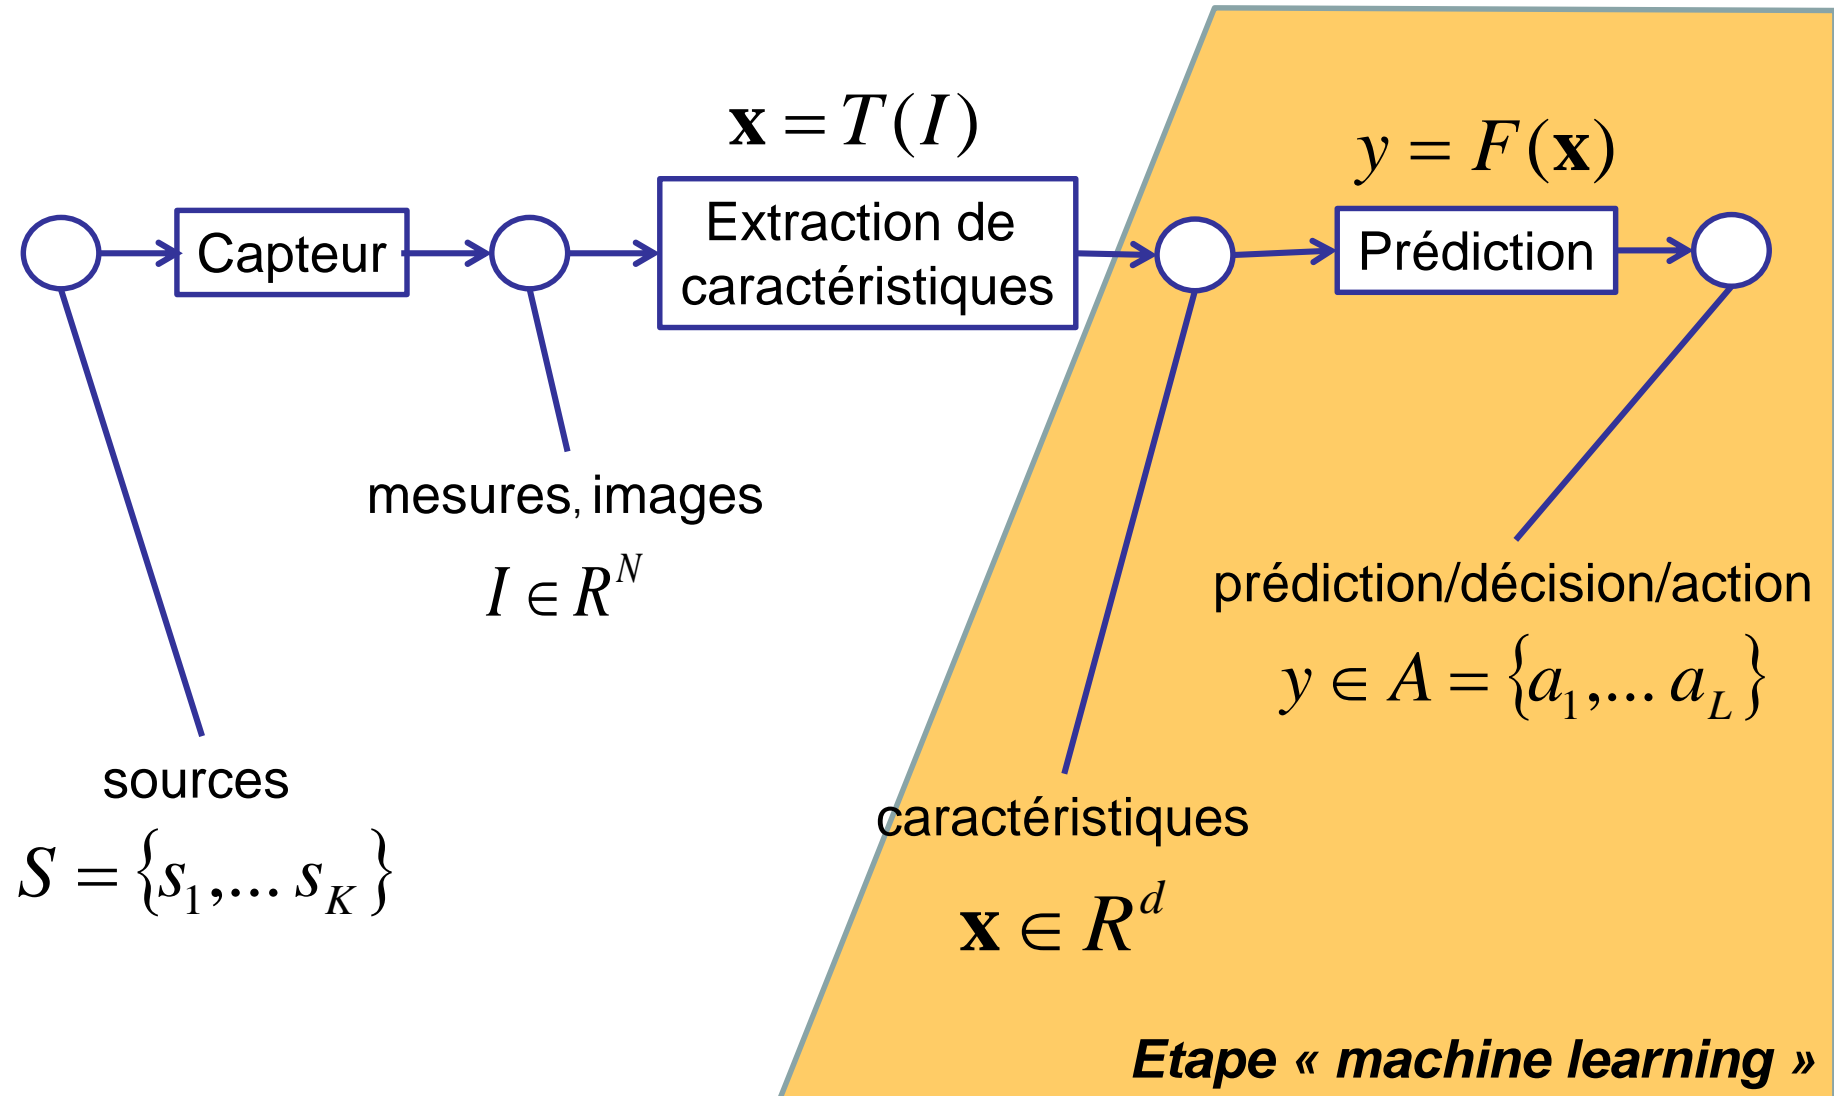 𝐱 = T(I)
y = F(𝐱)
Capteur
Extraction de
caractéristiques
Prédiction
mesures, images
I ∈ R^N
prédiction/décision/action
y ∈ A = {a_1,... a_L}
sources
S = {s_1,... s_K}
caractéristiques
𝐱 ∈ R^d
Etape « machine learning »